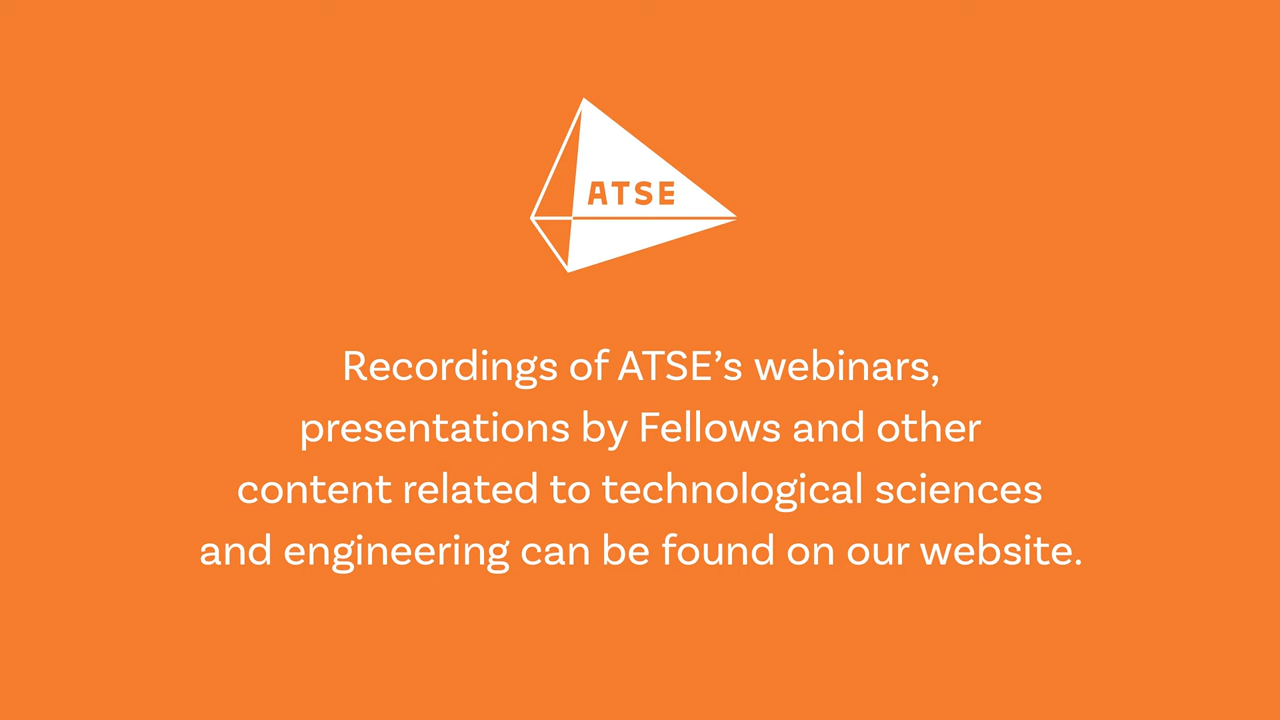 ATSE
Recordings of ATSE’s webinars,
presentations by Fellows and other
content related to technological sciences
and engineering can be found on our website.